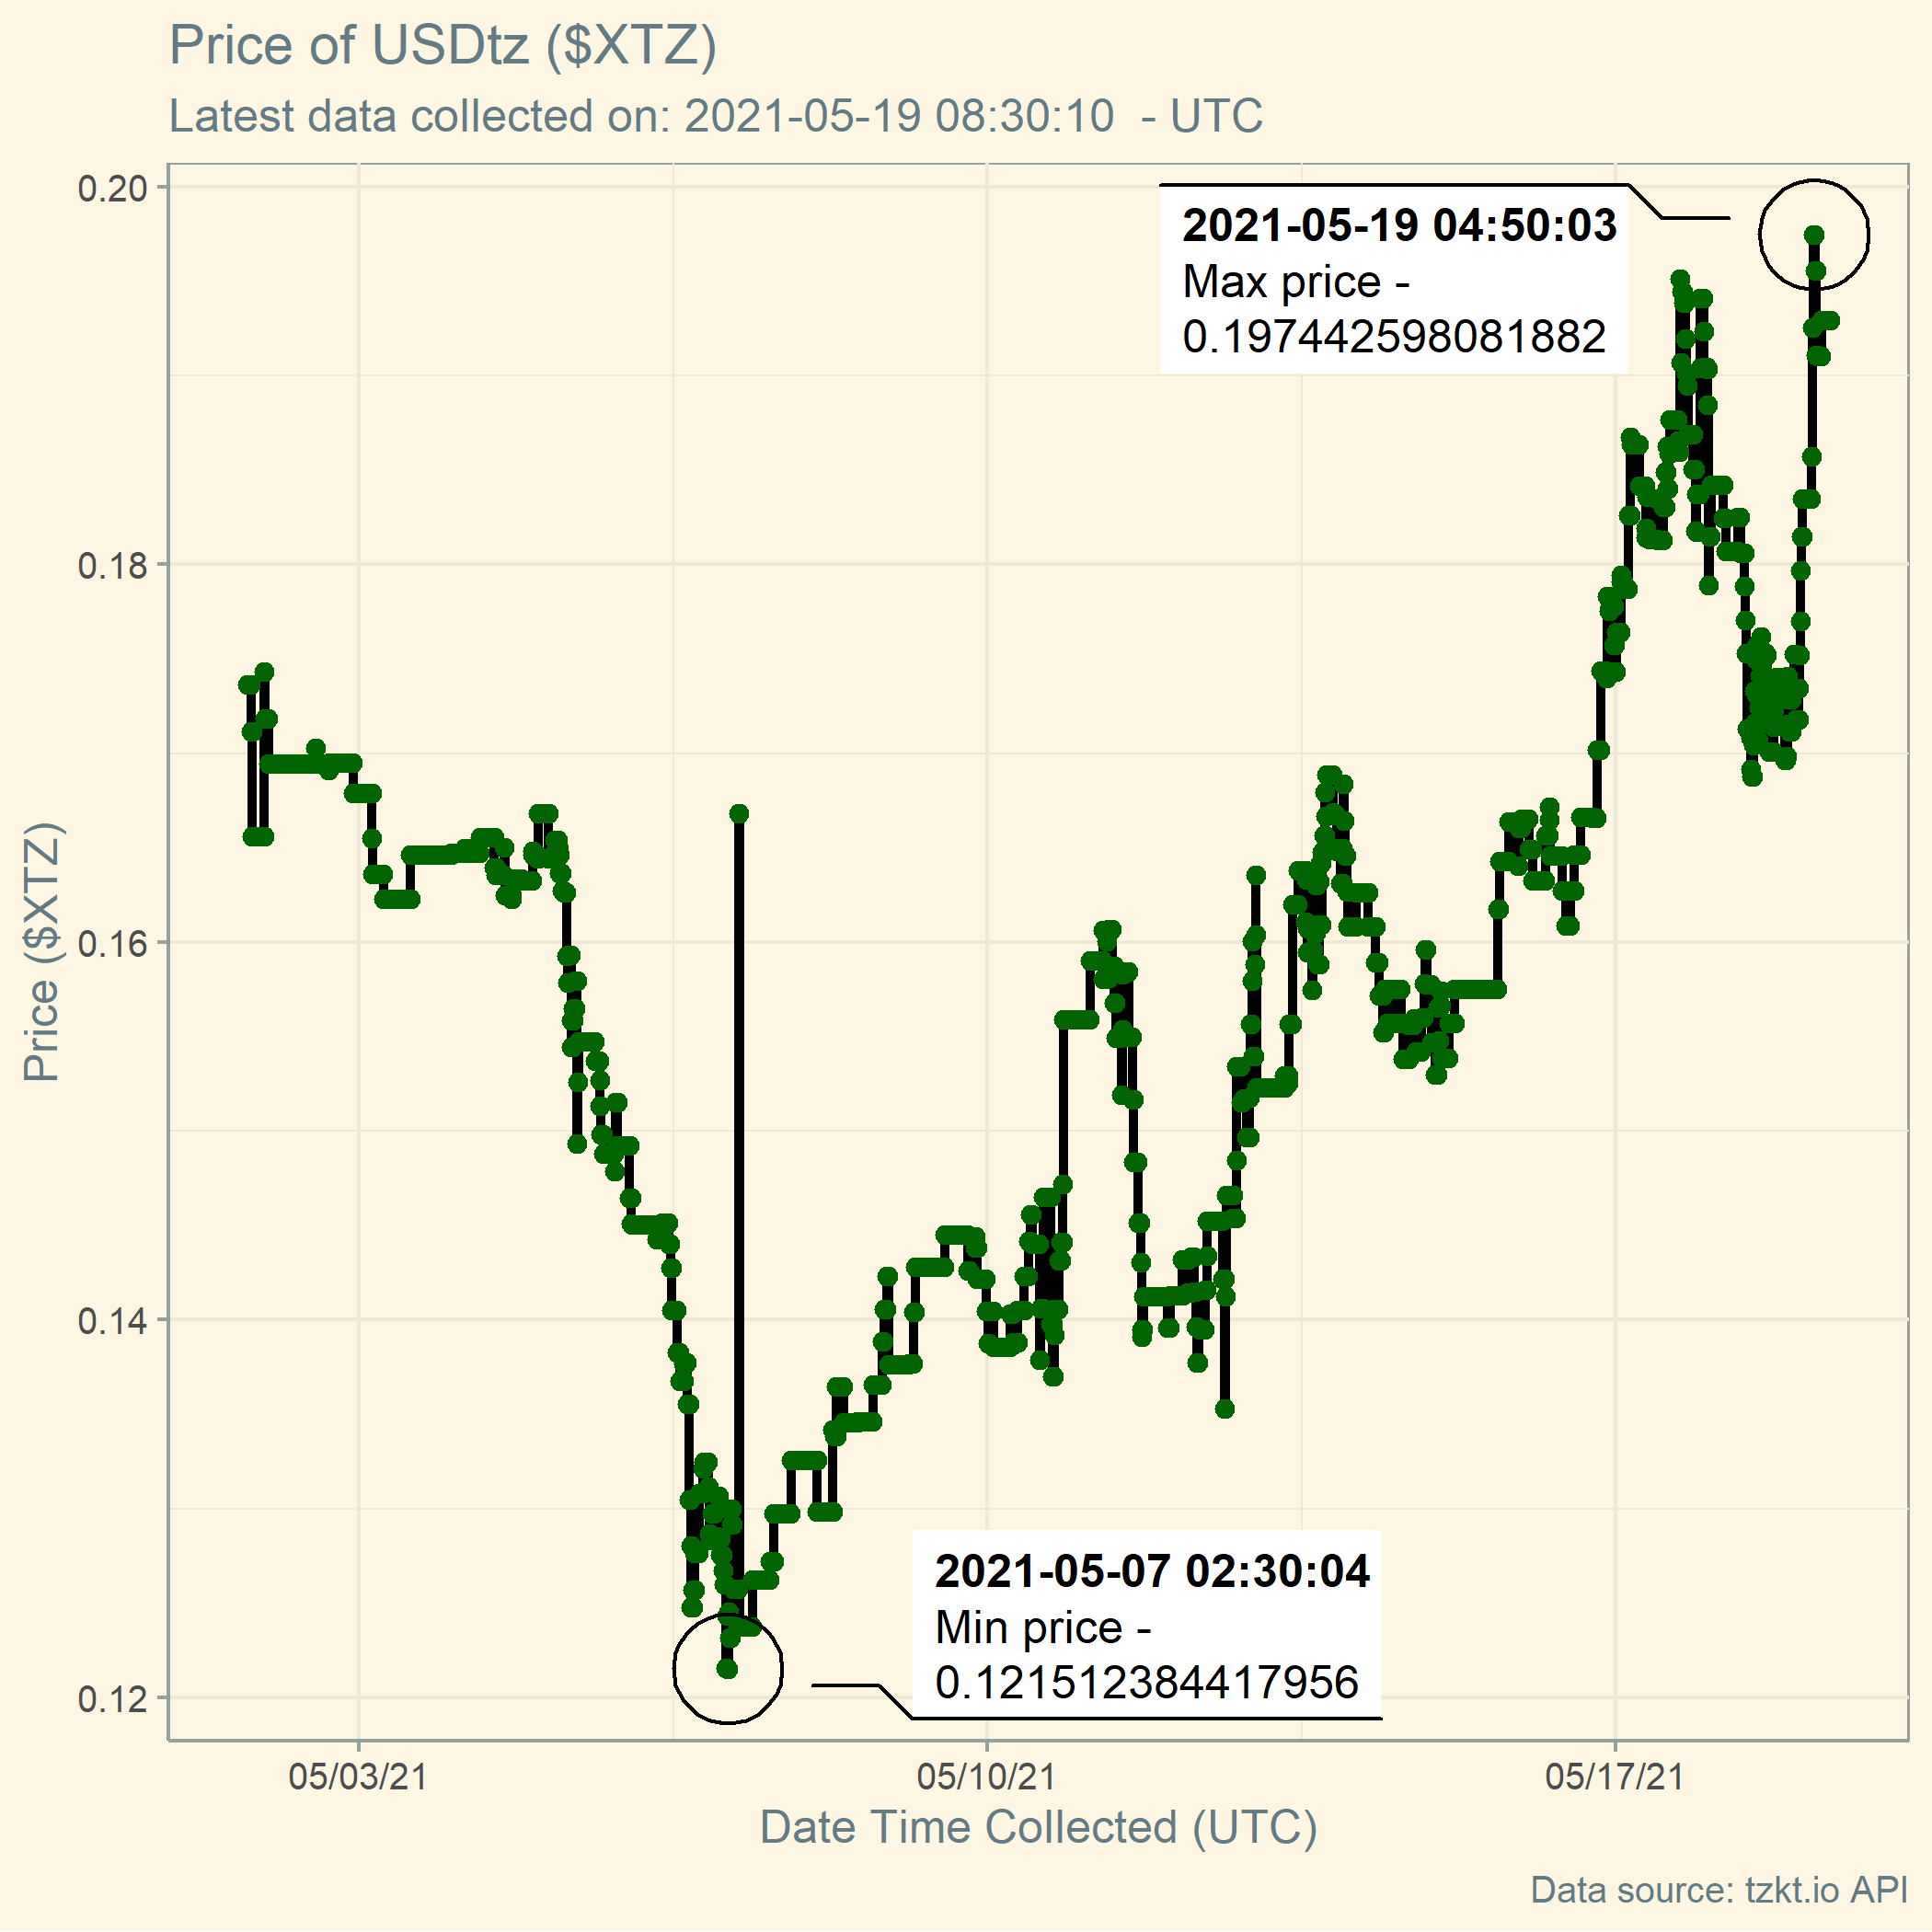 Price of USDtz ($XTZ)
Latest data collected on: 2021-05-19 08:30:10  - UTC
0.20
2021-05-19 04:50:03
Max price -
0.197442598081882
0.18
Price ($XTZ)
0.16
0.14
2021-05-07 02:30:04
Min price -
0.121512384417956
0.12
05/03/21 05/10/21 05/17/21
Date Time Collected (UTC)
Data source: tzkt.io API